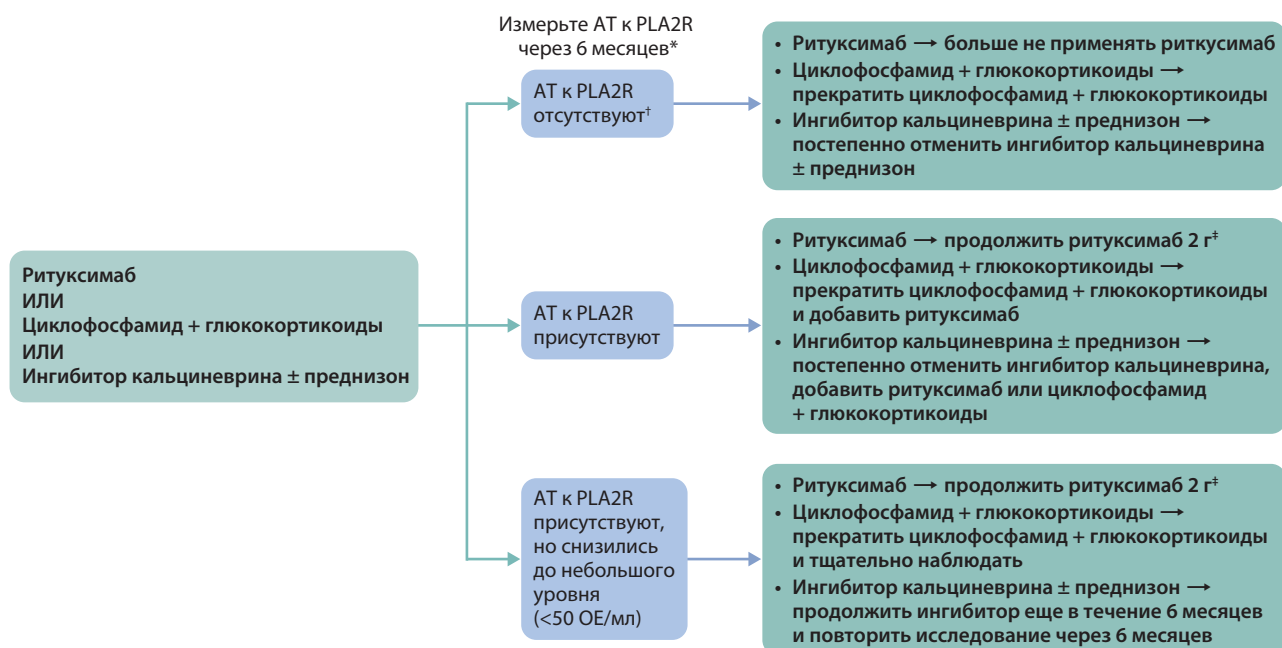 Измерьте АТ к PLA2R
через 6 месяцев*
Ритуксимаб
ИЛИ
Циклофосфамид + глюкокортикоиды
ИЛИ
Ингибитор кальциневрина ± преднизон
АТ к PLA2R
отсутствуют†
• Ритуксимаб → больше не применять риткусимаб
• Циклофосфамид + глюкокортикоиды →
прекратить циклофосфамид + глюкокортикоиды
• Ингибитор кальциневрина ± преднизон →
постепенно отменить ингибитор кальциневрина
± преднизон
АТ к PLA2R
присутствуют
• Ритуксимаб → продолжить ритуксимаб 2 г‡
• Циклофосфамид + глюкокортикоиды →
прекратить циклофосфамид + глюкокортикоиды
и добавить ритуксимаб
• Ингибитор кальциневрина ± преднизон →
постепенно отменить ингибитор кальциневрина,
добавить ритуксимаб или циклофосфамид
+ глюкокортикоиды
АТ к PLA2R
присутствуют,
но снизились
до небольшого
уровня
(<50 ОЕ/мл)
• Ритуксимаб → продолжить ритуксимаб 2 г‡
• Циклофосфамид + глюкокортикоиды →
прекратить циклофосфамид + глюкокортикоиды
и тщательно наблюдать
• Ингибитор кальциневрина ± преднизон →
продолжить ингибитор еще в течение 6 месяцев
и повторить исследование через 6 месяцев